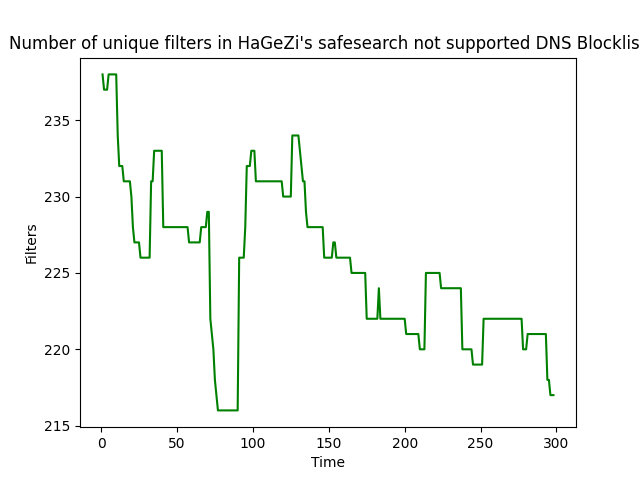 Number of unique filters in HaGeZi's safesearch not supported DNS Blocklis
235
230
225
220
215
Filters
0 50 100 150 200 250 300
Time